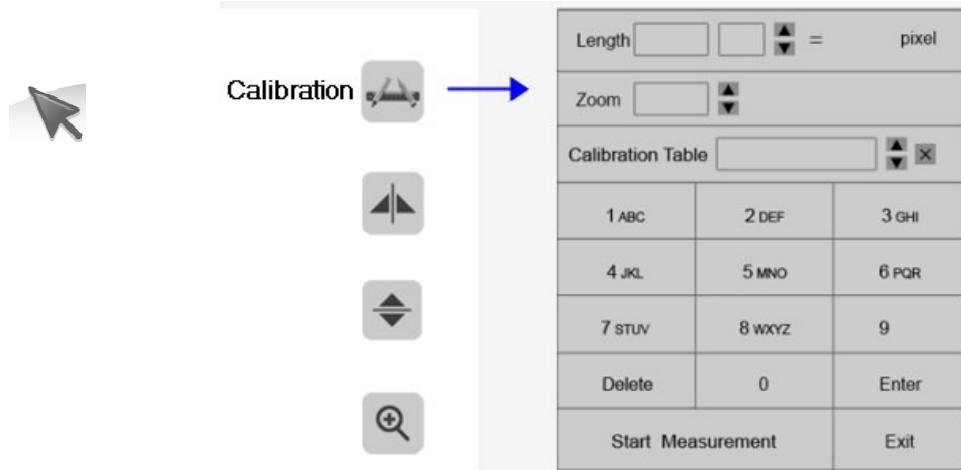 Length = pixel
Calibration
Zoom
Calibration Table
1 ABC 2 DEF 3 GHI
4 JKL 5 MNO 6 PQR
7 STUV 8 WXYZ 9
Delete 0 Enter
Start Measurement Exit